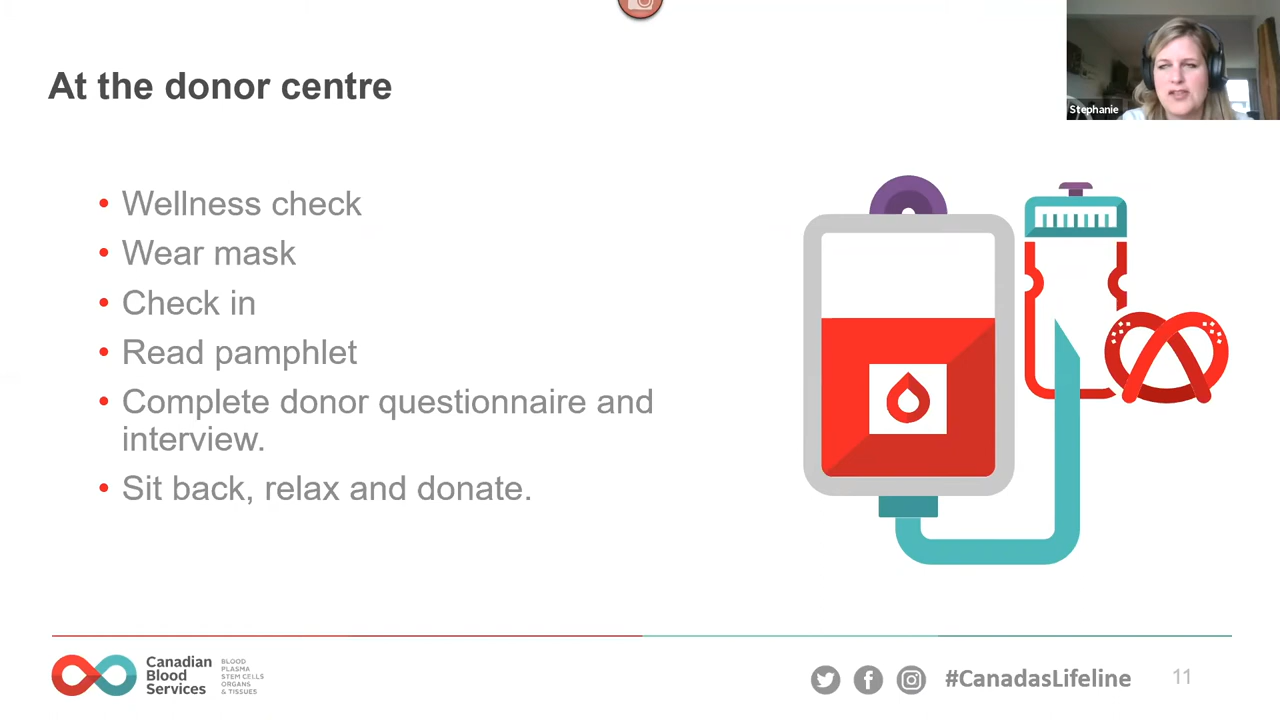 At the donor centre
Stephanie
• Wellness check
• Wear mask
• Check in
• Read pamphlet
• Complete donor questionnaire and
interview.
• Sit back, relax and donate.
Canadian
Blood
Services
BLOOD
PLASMA
STEM CELLS
ORGANS
& TISSUES
#CanadasLifeline
11